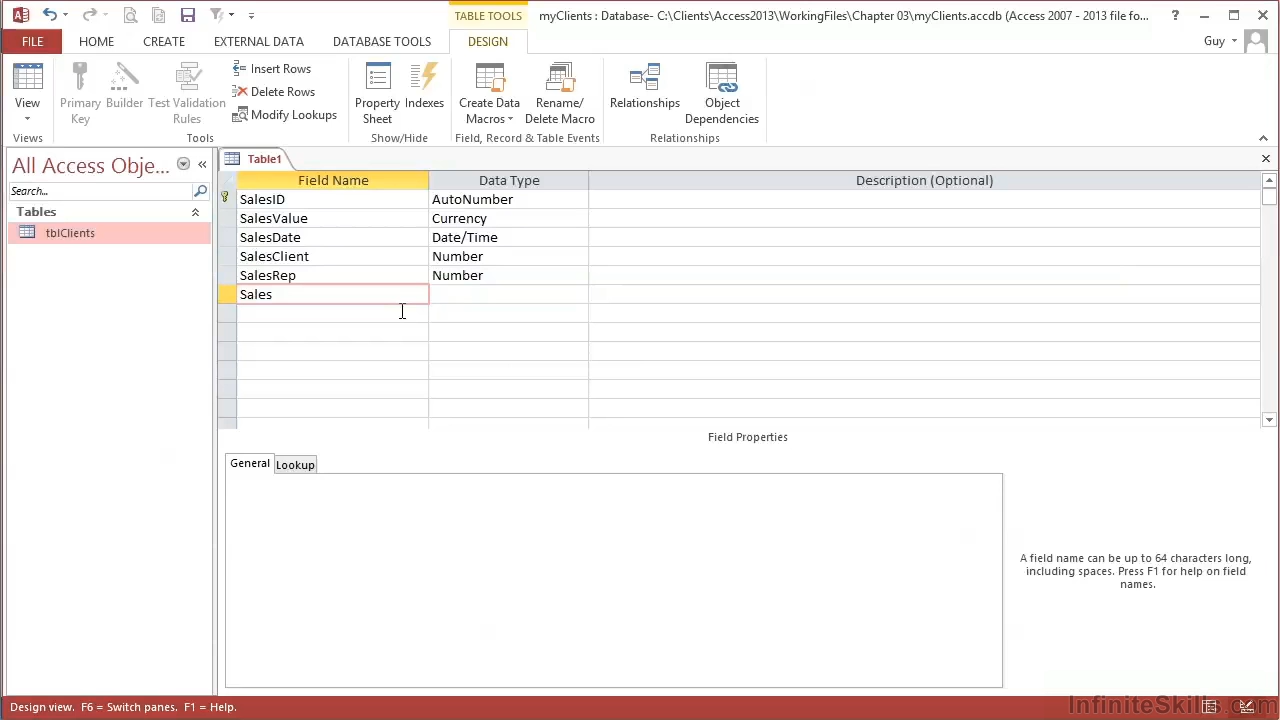 TABLE TOOLS
myClients : Database- C:\Clients\Access2013\WorkingFiles\Chapter 03\myClients.accdb (Access 2007 - 2013 file fo...
?
FILE
HOME
CREATE
EXTERNAL DATA
DATABASE TOOLS
DESIGN
Guy
View
Primary Key
Builder
Test Validation Rules
Insert Rows
Delete Rows
Modify Lookups
Property Sheet
Indexes
Create Data Macros
Rename/ Delete Macro
Relationships
Object Dependencies
Views
Tools
Show/Hide
Field, Record & Table Events
Relationships
All Access Obje...
Search...
Tables
tblClients
Table1
Field Name Data Type Description (Optional)
SalesID AutoNumber
SalesValue Currency
SalesDate Date/Time
SalesClient Number
SalesRep Number
Sales
Field Properties
General Lookup
A field name can be up to 64 characters long,
including spaces. Press F1 for help on field
names.
Design view. F6 = Switch panes. F1 = Help.
InfiniteSkills.com